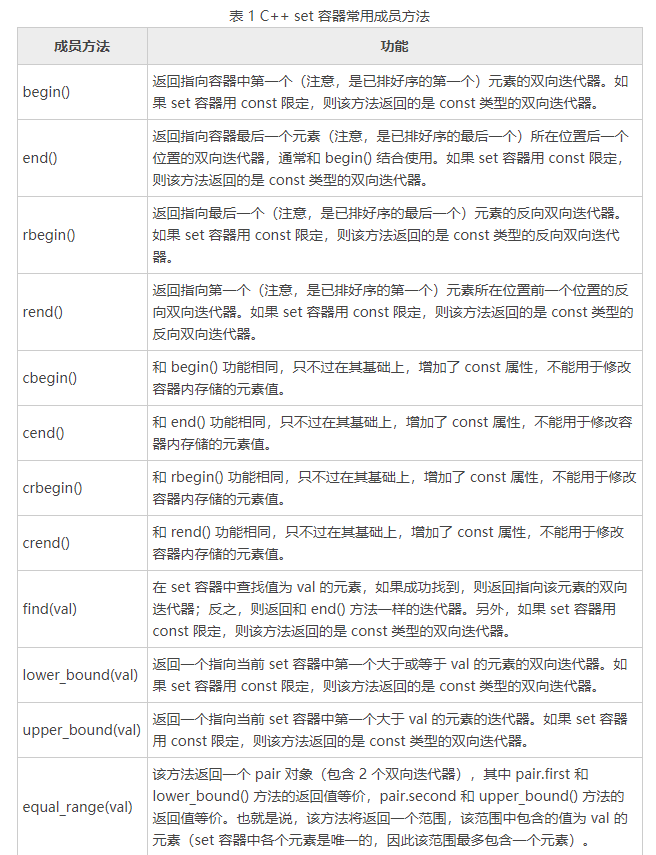 表 1 C++ set 容器常用成员方法
成员方法
功能
begin()
返回指向容器中第一个（注意，是已排好序的第一个）元素的双向迭代器。如
果 set 容器用 const 限定，则该方法返回的是 const 类型的双向迭代器。
end()
返回指向容器最后一个元素（注意，是已排好序的最后一个）所在位置后一个
位置的双向迭代器，通常和 begin() 结合使用。如果 set 容器用 const 限定，
则该方法返回的是 const 类型的双向迭代器。
rbegin()
返回指向最后一个（注意，是已排好序的最后一个）元素的反向双向迭代器。
如果 set 容器用 const 限定，则该方法返回的是 const 类型的反向双向迭代
器。
rend()
返回指向第一个（注意，是已排好序的第一个）元素所在位置前一个位置的反
向双向迭代器。如果 set 容器用 const 限定，则该方法返回的是 const 类型的
反向双向迭代器。
cbegin()
和 begin() 功能相同，只不过在其基础上，增加了 const 属性，不能用于修改
容器内存储的元素值。
cend()
和 end() 功能相同，只不过在其基础上，增加了 const 属性，不能用于修改容
器内存储的元素值。
crbegin()
和 rbegin() 功能相同，只不过在其基础上，增加了 const 属性，不能用于修改
容器内存储的元素值。
crend()
和 rend() 功能相同，只不过在其基础上，增加了 const 属性，不能用于修改
容器内存储的元素值。
find(val)
在 set 容器中查找值为 val 的元素，如果成功找到，则返回指向该元素的双向
迭代器；反之，则返回和 end() 方法一样的迭代器。另外，如果 set 容器用
const 限定，则该方法返回的是 const 类型的双向迭代器。
lower_bound(val)
返回一个指向当前 set 容器中第一个大于或等于 val 的元素的双向迭代器。如
果 set 容器用 const 限定，则该方法返回的是 const 类型的双向迭代器。
upper_bound(val)
返回一个指向当前 set 容器中第一个大于 val 的元素的迭代器。如果 set 容器
用 const 限定，则该方法返回的是 const 类型的双向迭代器。
equal_range(val)
该方法返回一个 pair 对象（包含 2 个双向迭代器），其中 pair.first 和
lower_bound() 方法的返回值等价，pair.second 和 upper_bound() 方法的
返回值等价。也就是说，该方法将返回一个范围，该范围中包含的值为 val 的
元素（set 容器中各个元素是唯一的，因此该范围最多包含一个元素）。